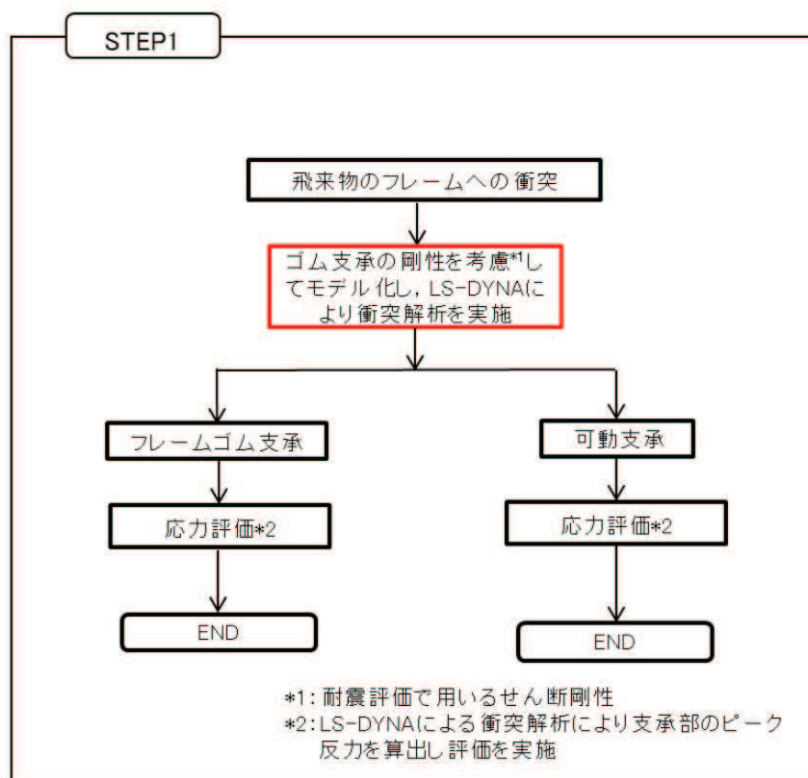 STEP1
飛来物のフレームへの衝突
ゴム支承の剛性を考慮*1し
てモデル化し，LS-DYNAに
より衝突解析を実施
フレームゴム支承
可動支承
応力評価*2
応力評価*2
END
END
*1：耐震評価で用いるせん断剛性
*2：LS-DYNAによる衝突解析により支承部のピーク
反力を算出し評価を実施